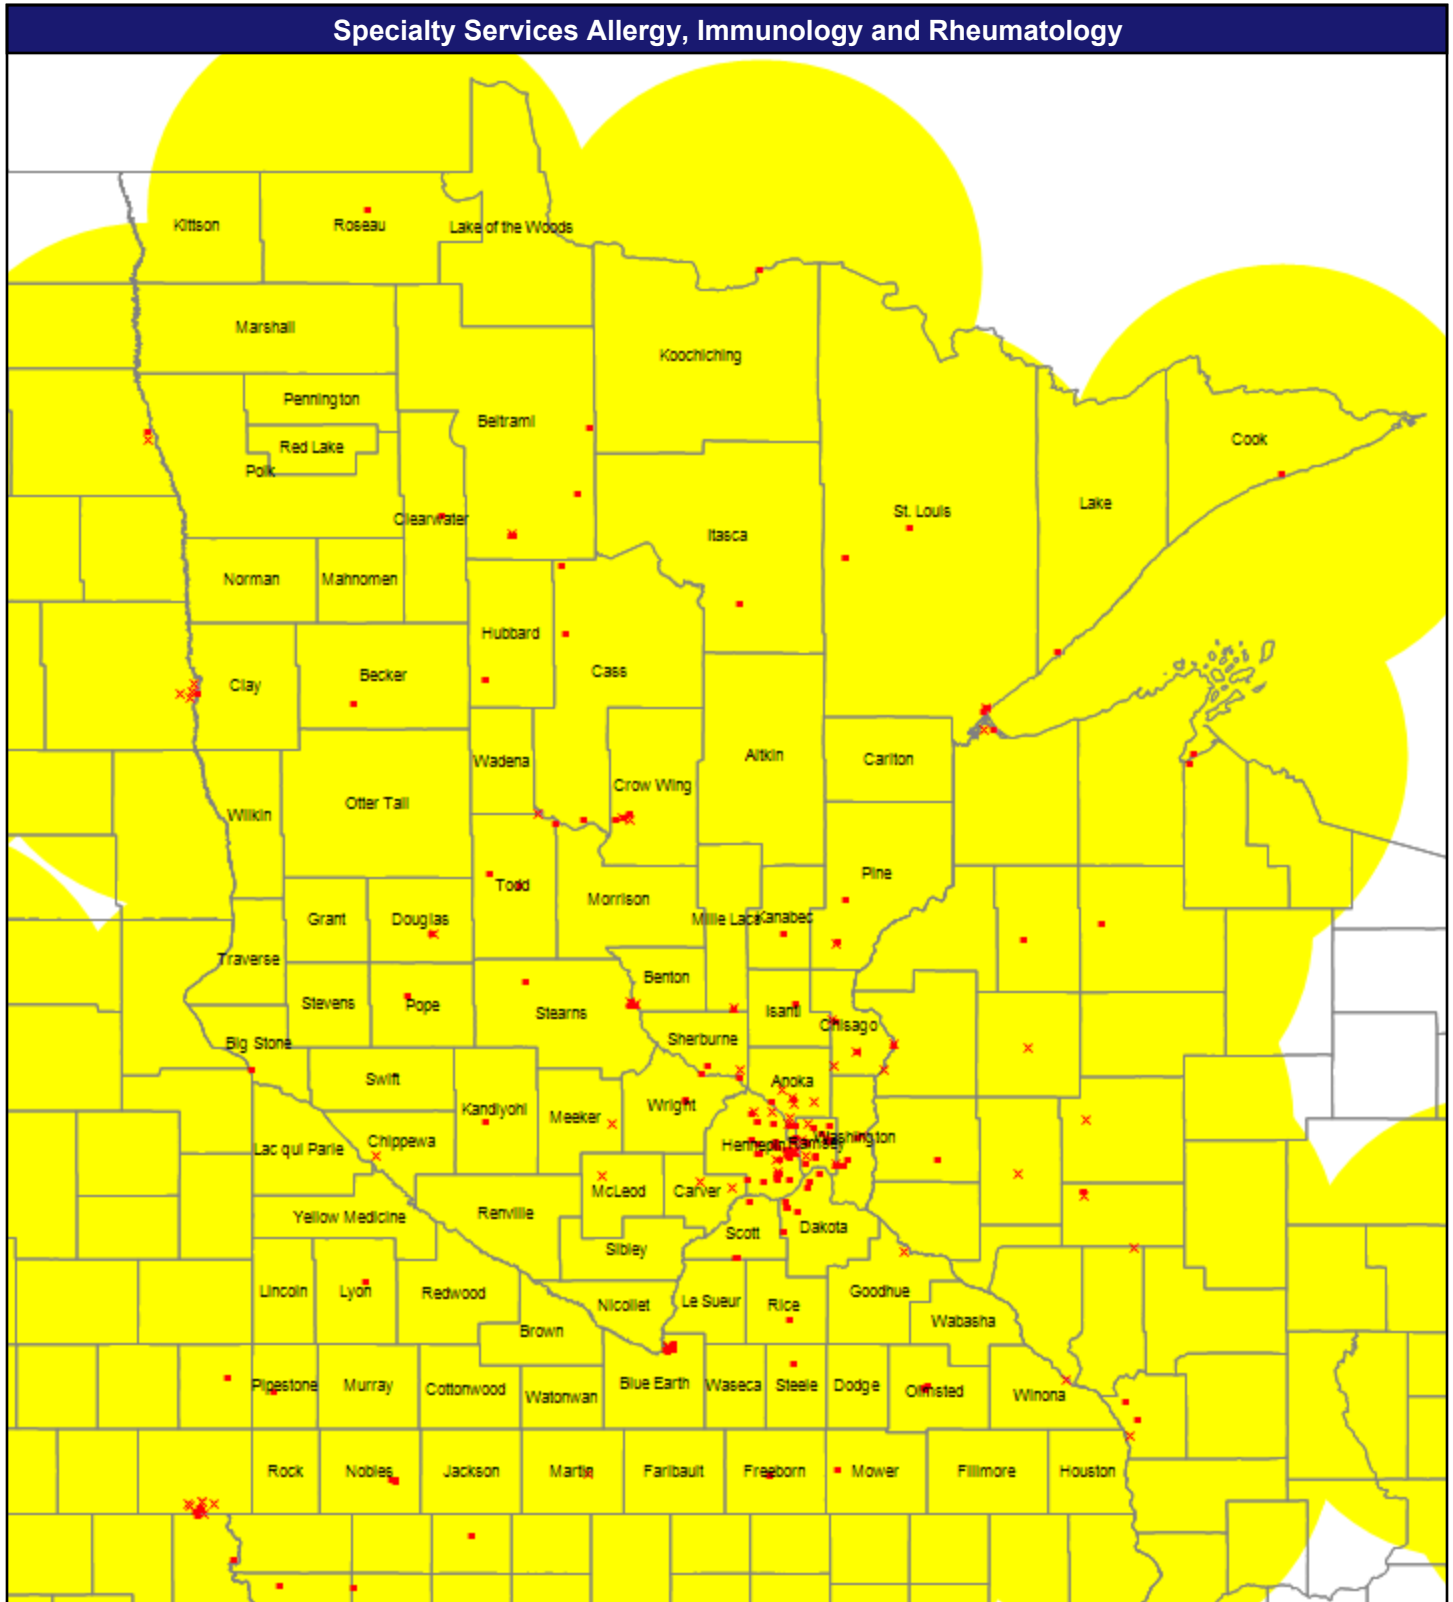 Specialty Services Allergy, Immunology and Rheumatology
Kittson
Roseau
Lake of the Woods
Marshall
Koochiching
Pennington
Beltrami
Red Lake
Cook
Polk
Lake
St. Louis
Clearwater
Itasca
Norman
Mahnomen
Hubbard
Cass
Becker
Clay
Aitkin
Carlton
Wadena
Crow Wing
Otter Tail
Wilkin
Pine
Todd
Morrison
Grant
Douglas
Mille Lacs
Kanabec
Traverse
Benton
Stevens
Pope
Stearns
Isanti
Chisago
Sherburne
Big Stone
Swift
Anoka
Wright
Kandiyohi
Meeker
Washington
Hennepin
Ramsey
Chippewa
Lac qui Parle
McLeod
Carver
Renville
Yellow Medicine
Dakota
Scott
Sibley
Lincoln
Lyon
Redwood
Goodhue
Le Sueur
Nicollet
Rice
Wabasha
Brown
Pipestone
Murray
Cottonwood
Watonwan
Blue Earth
Waseca
Steele
Dodge
Olmsted
Winona
Rock
Nobles
Jackson
Martin
Faribault
Freeborn
Mower
Fillmore
Houston